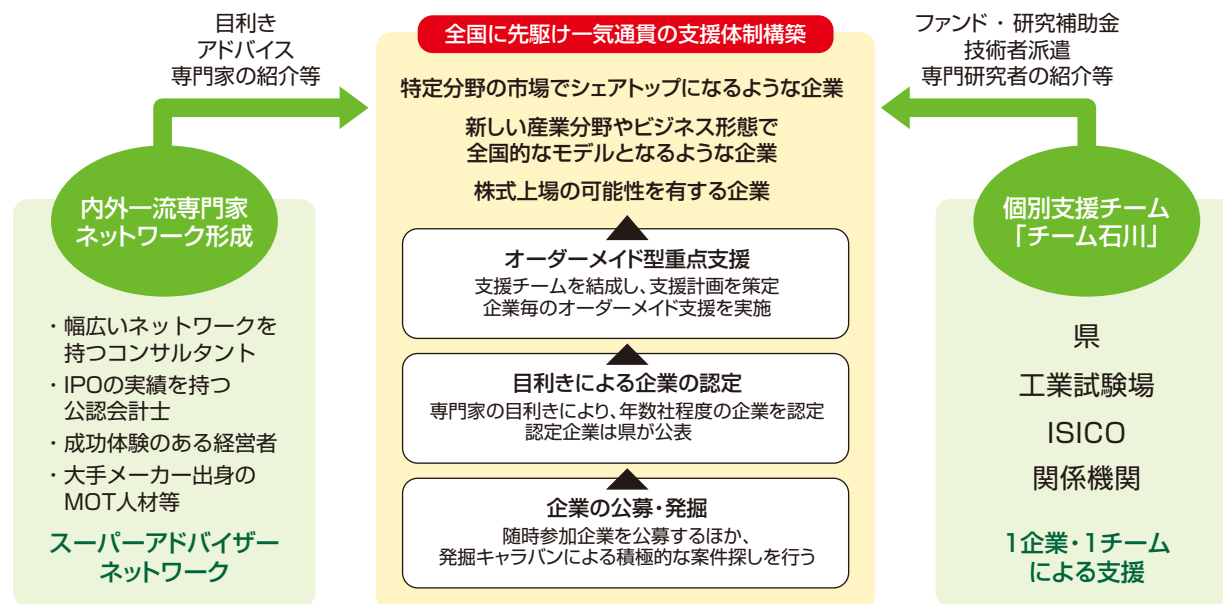 目利き
アドバイス
専門家の紹介等
内外一流専門家
ネットワーク形成
・幅広いネットワークを
持つコンサルタント
・IPOの実績を持つ
公認会計士
・成功体験のある経営者
・大手メーカー出身の
MOT人材等
スーパーアドバイザー
ネットワーク
全国に先駆け一気通貫の支援体制構築
特定分野の市場でシェアトップになるような企業
新しい産業分野やビジネス形態で
全国的なモデルとなるような企業
株式上場の可能性を有する企業
オーダーメイド型重点支援
支援チームを結成し、支援計画を策定
企業毎のオーダーメイド支援を実施
目利きによる企業の認定
専門家の目利きにより、年数社程度の企業を認定
認定企業は県が公表
企業の公募・発掘
随時参加企業を公募するほか、
発掘キャラバンによる積極的な案件探しを行う
ファンド・研究補助金
技術者派遣
専門研究者の紹介等
個別支援チーム
「チーム石川」
県
工業試験場
ISICO
関係機関
1企業・1チーム
による支援